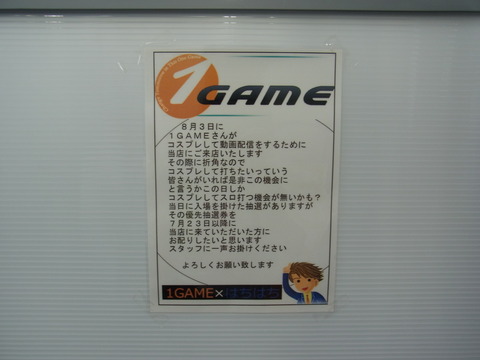 1GAME
8月3日に
1GAMEさんが
コスプレして動画配信をするために
当店にご来店いたします
その際に折角なので
コスプレして打ちたいっていう
皆さんがいれば是非この機会に
と言うかこの日しか
コスプレしてスロ打つ機会が無いかも？
当日に入場を掛けた抽選がありますが
その優先抽選券を
7月23日以降に
当店に来ていただいた方に
お配りしたいと思います
スタッフに一声お掛けください
よろしくお願い致します
1GAME×はちはち